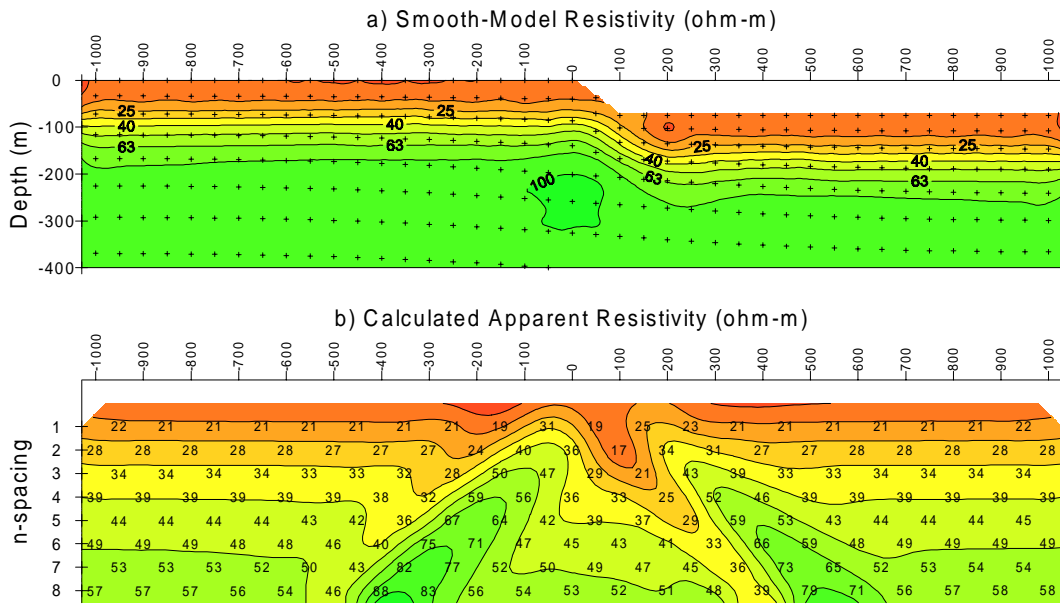 a) Smooth-Model Resistivity (ohm-m)
-1000 -900 -800 -700 -600 -500 -400 -300 -200 -100 0 100 200 300 400 500 600 700 800 900 1000
Depth (m)
0
-100
-200
-300
-400
25 25 25 25
40 40 40 40
63 63 63 63
100
b) Calculated Apparent Resistivity (ohm-m)
-1000 -900 -800 -700 -600 -500 -400 -300 -200 -100 0 100 200 300 400 500 600 700 800 900 1000
n-spacing
1 22 21 21 21 21 21 21 21 19 31 19 25 23 21 21 21 21 21 21 22
2 28 28 28 28 28 27 27 27 24 40 36 17 34 31 27 27 28 28 28 28 28
3 34 34 34 34 33 33 32 28 50 47 29 21 43 39 33 33 34 34 34 34
4 39 39 39 39 39 39 38 32 59 56 36 33 25 52 46 39 39 39 39 39 39
5 44 44 44 44 43 42 36 67 64 42 39 37 29 59 53 43 44 44 44 45
6 49 49 49 48 48 46 40 75 71 47 45 43 41 33 66 59 48 49 49 49 49
7 53 53 53 52 50 43 82 77 52 50 49 47 45 36 73 65 52 53 54 54
8 57 57 57 56 54 46 88 83 56 54 53 52 51 48 39 79 71 56 57 58 58